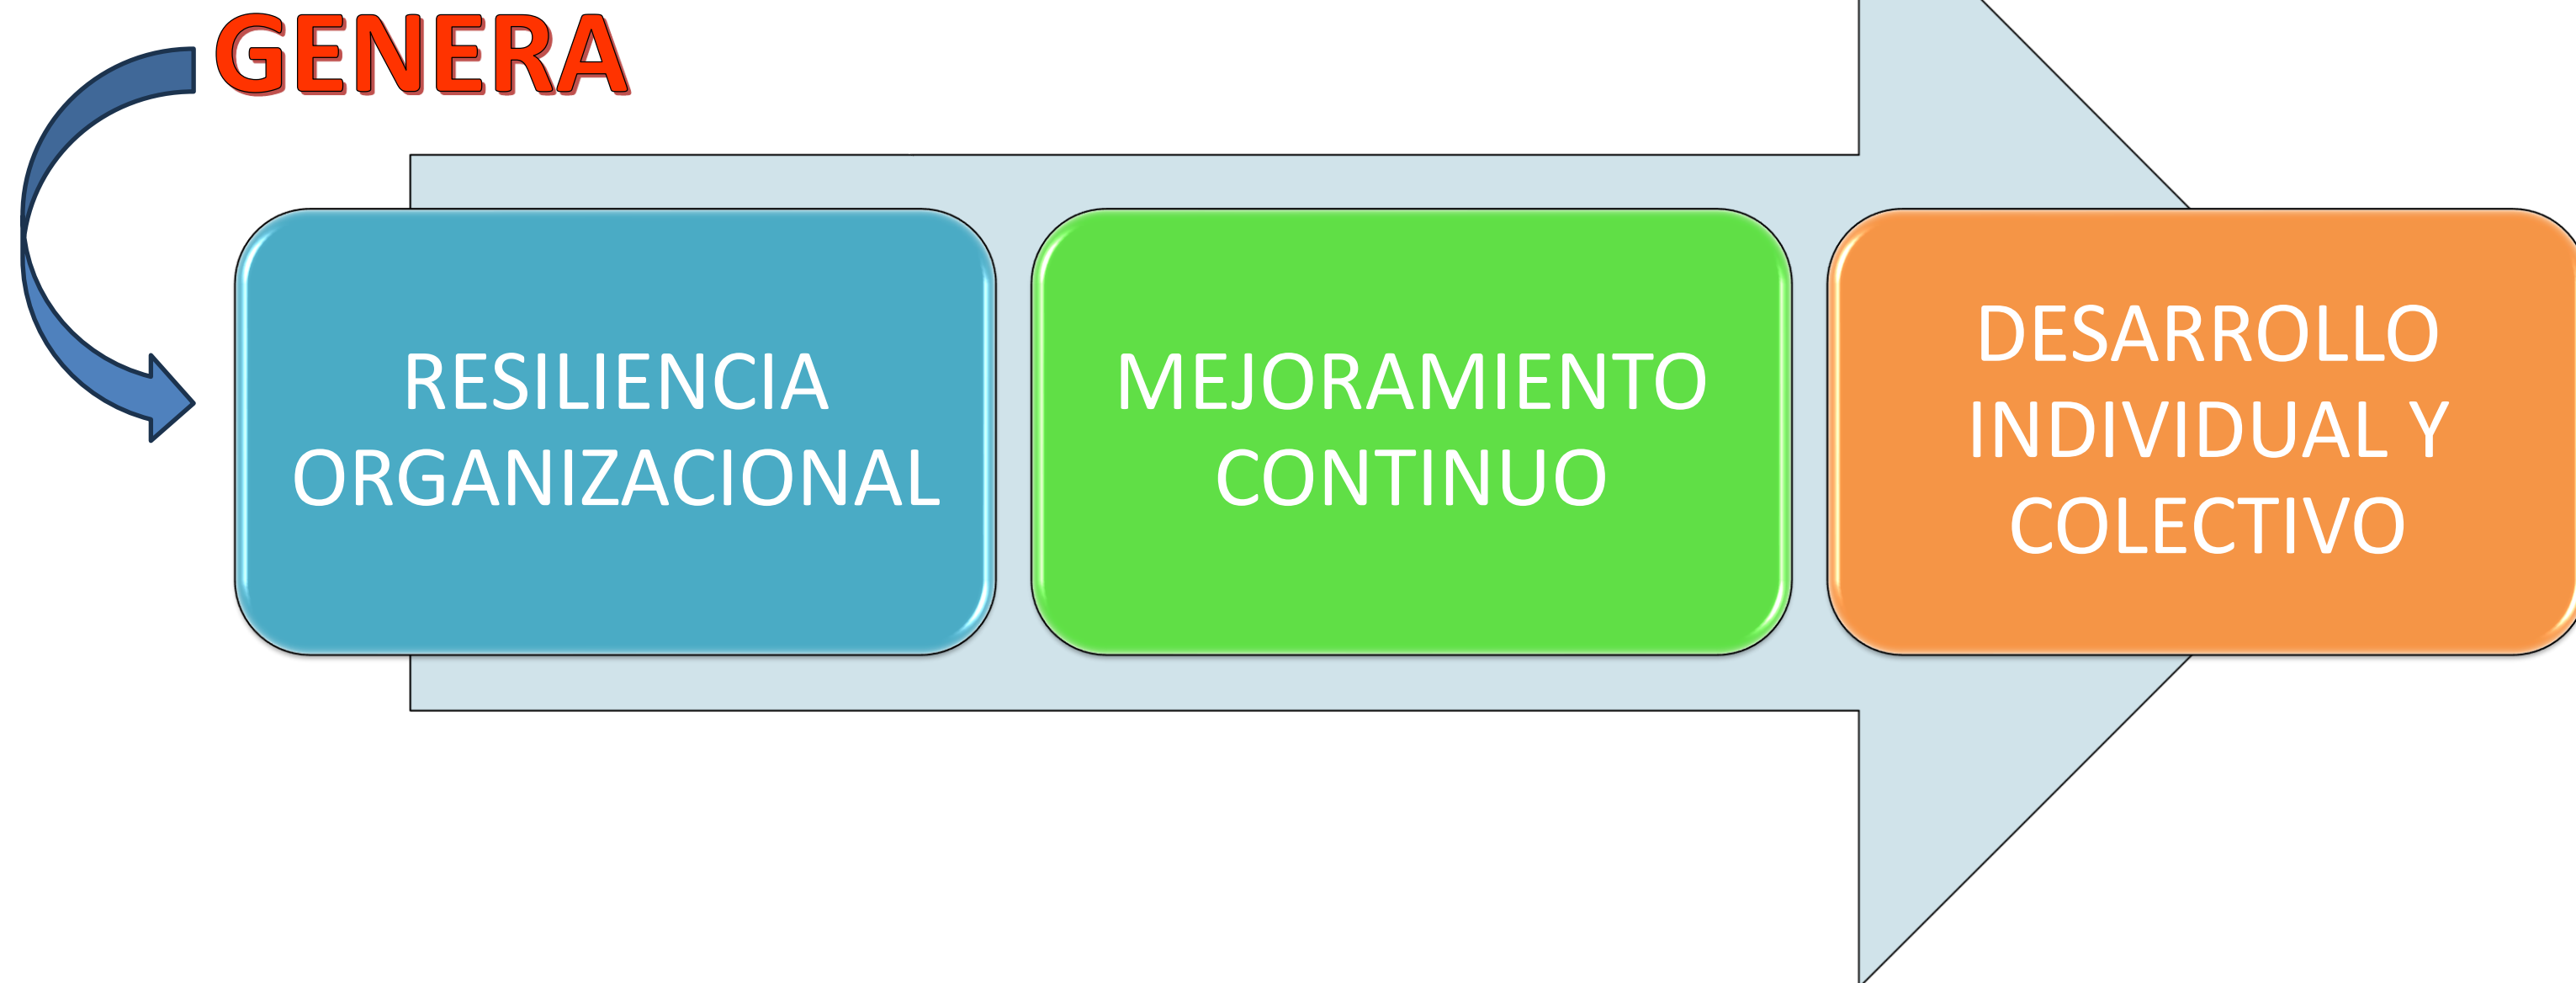 GENERA
RESILIENCIA
ORGANIZACIONAL
MEJORAMIENTO
CONTINUO
DESARROLLO
INDIVIDUAL Y
COLECTIVO